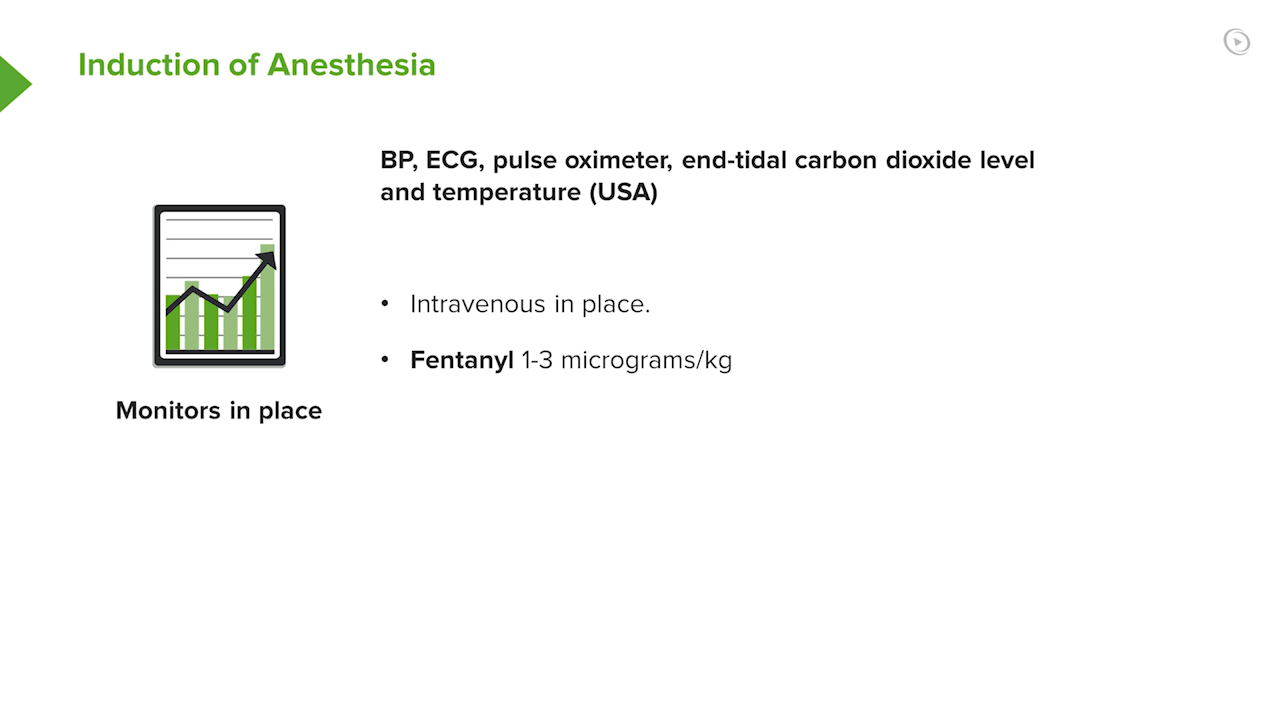 Induction of Anesthesia
BP, ECG, pulse oximeter, end-tidal carbon dioxide level
and temperature (USA)
• Intravenous in place.
• Fentanyl 1-3 micrograms/kg
Monitors in place